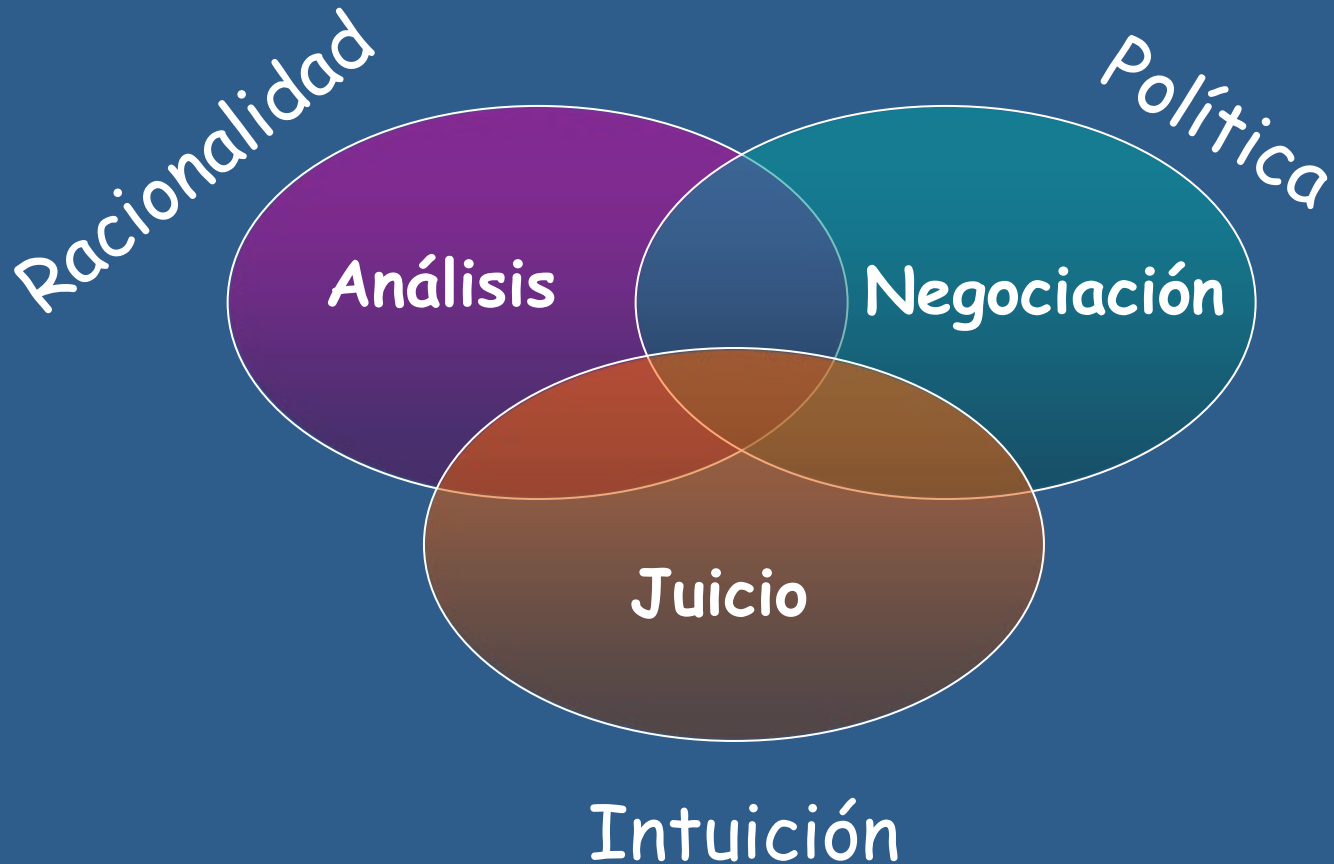 Racionalidad
Política
Análisis
Negociación
Juicio
Intuición